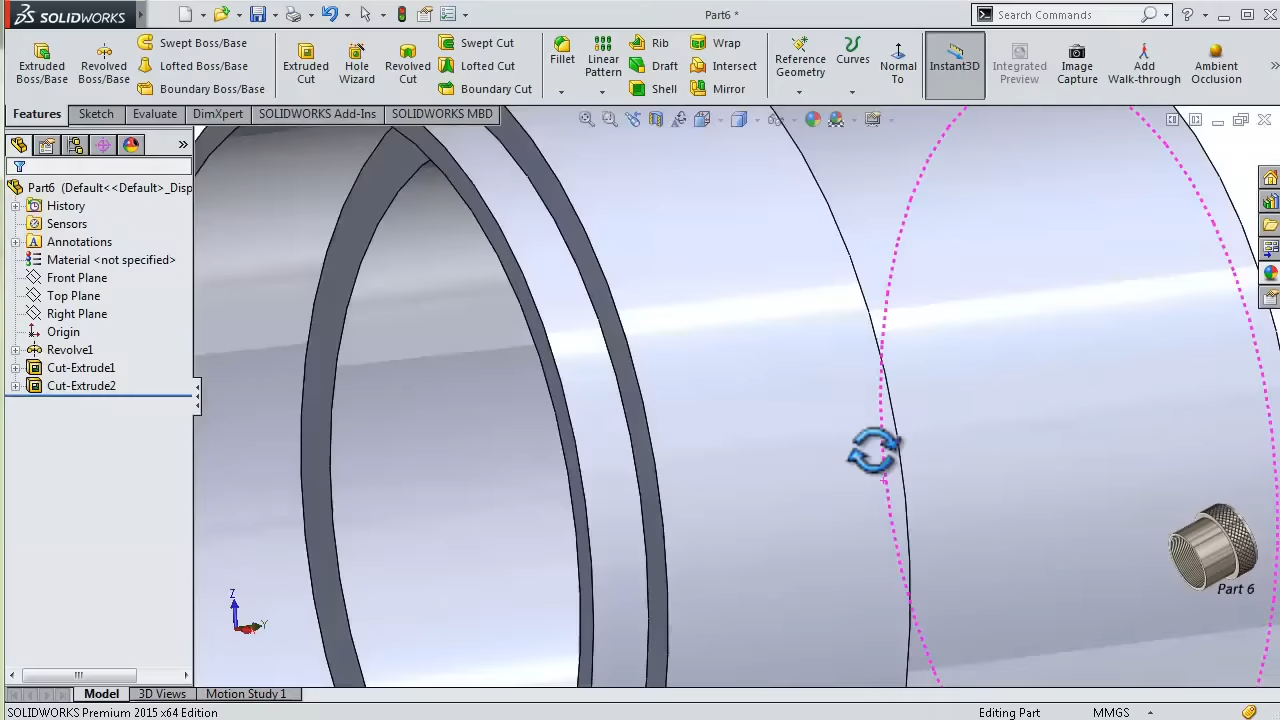 SOLIDWORKS
Part6 *
Search Commands
Extruded Boss/Base
Revolved Boss/Base
Swept Boss/Base
Lofted Boss/Base
Boundary Boss/Base
Extruded Cut
Hole Wizard
Revolved Cut
Swept Cut
Lofted Cut
Boundary Cut
Fillet
Linear Pattern
Rib
Draft
Shell
Wrap
Intersect
Mirror
Reference Geometry
Curves
Normal To
Instant3D
Integrated Preview
Image Capture
Add Walk-through
Ambient Occlusion
Features
Sketch
Evaluate
DimXpert
SOLIDWORKS Add-Ins
SOLIDWORKS MBD
Part6 (Default<<Default>_Disp
History
Sensors
Annotations
Material <not specified>
Front Plane
Top Plane
Right Plane
Origin
Revolve1
Cut-Extrude1
Cut-Extrude2
Z
Y
Part 6
Model
3D Views
Motion Study 1
SOLIDWORKS Premium 2015 x64 Edition
Editing Part
MMGS